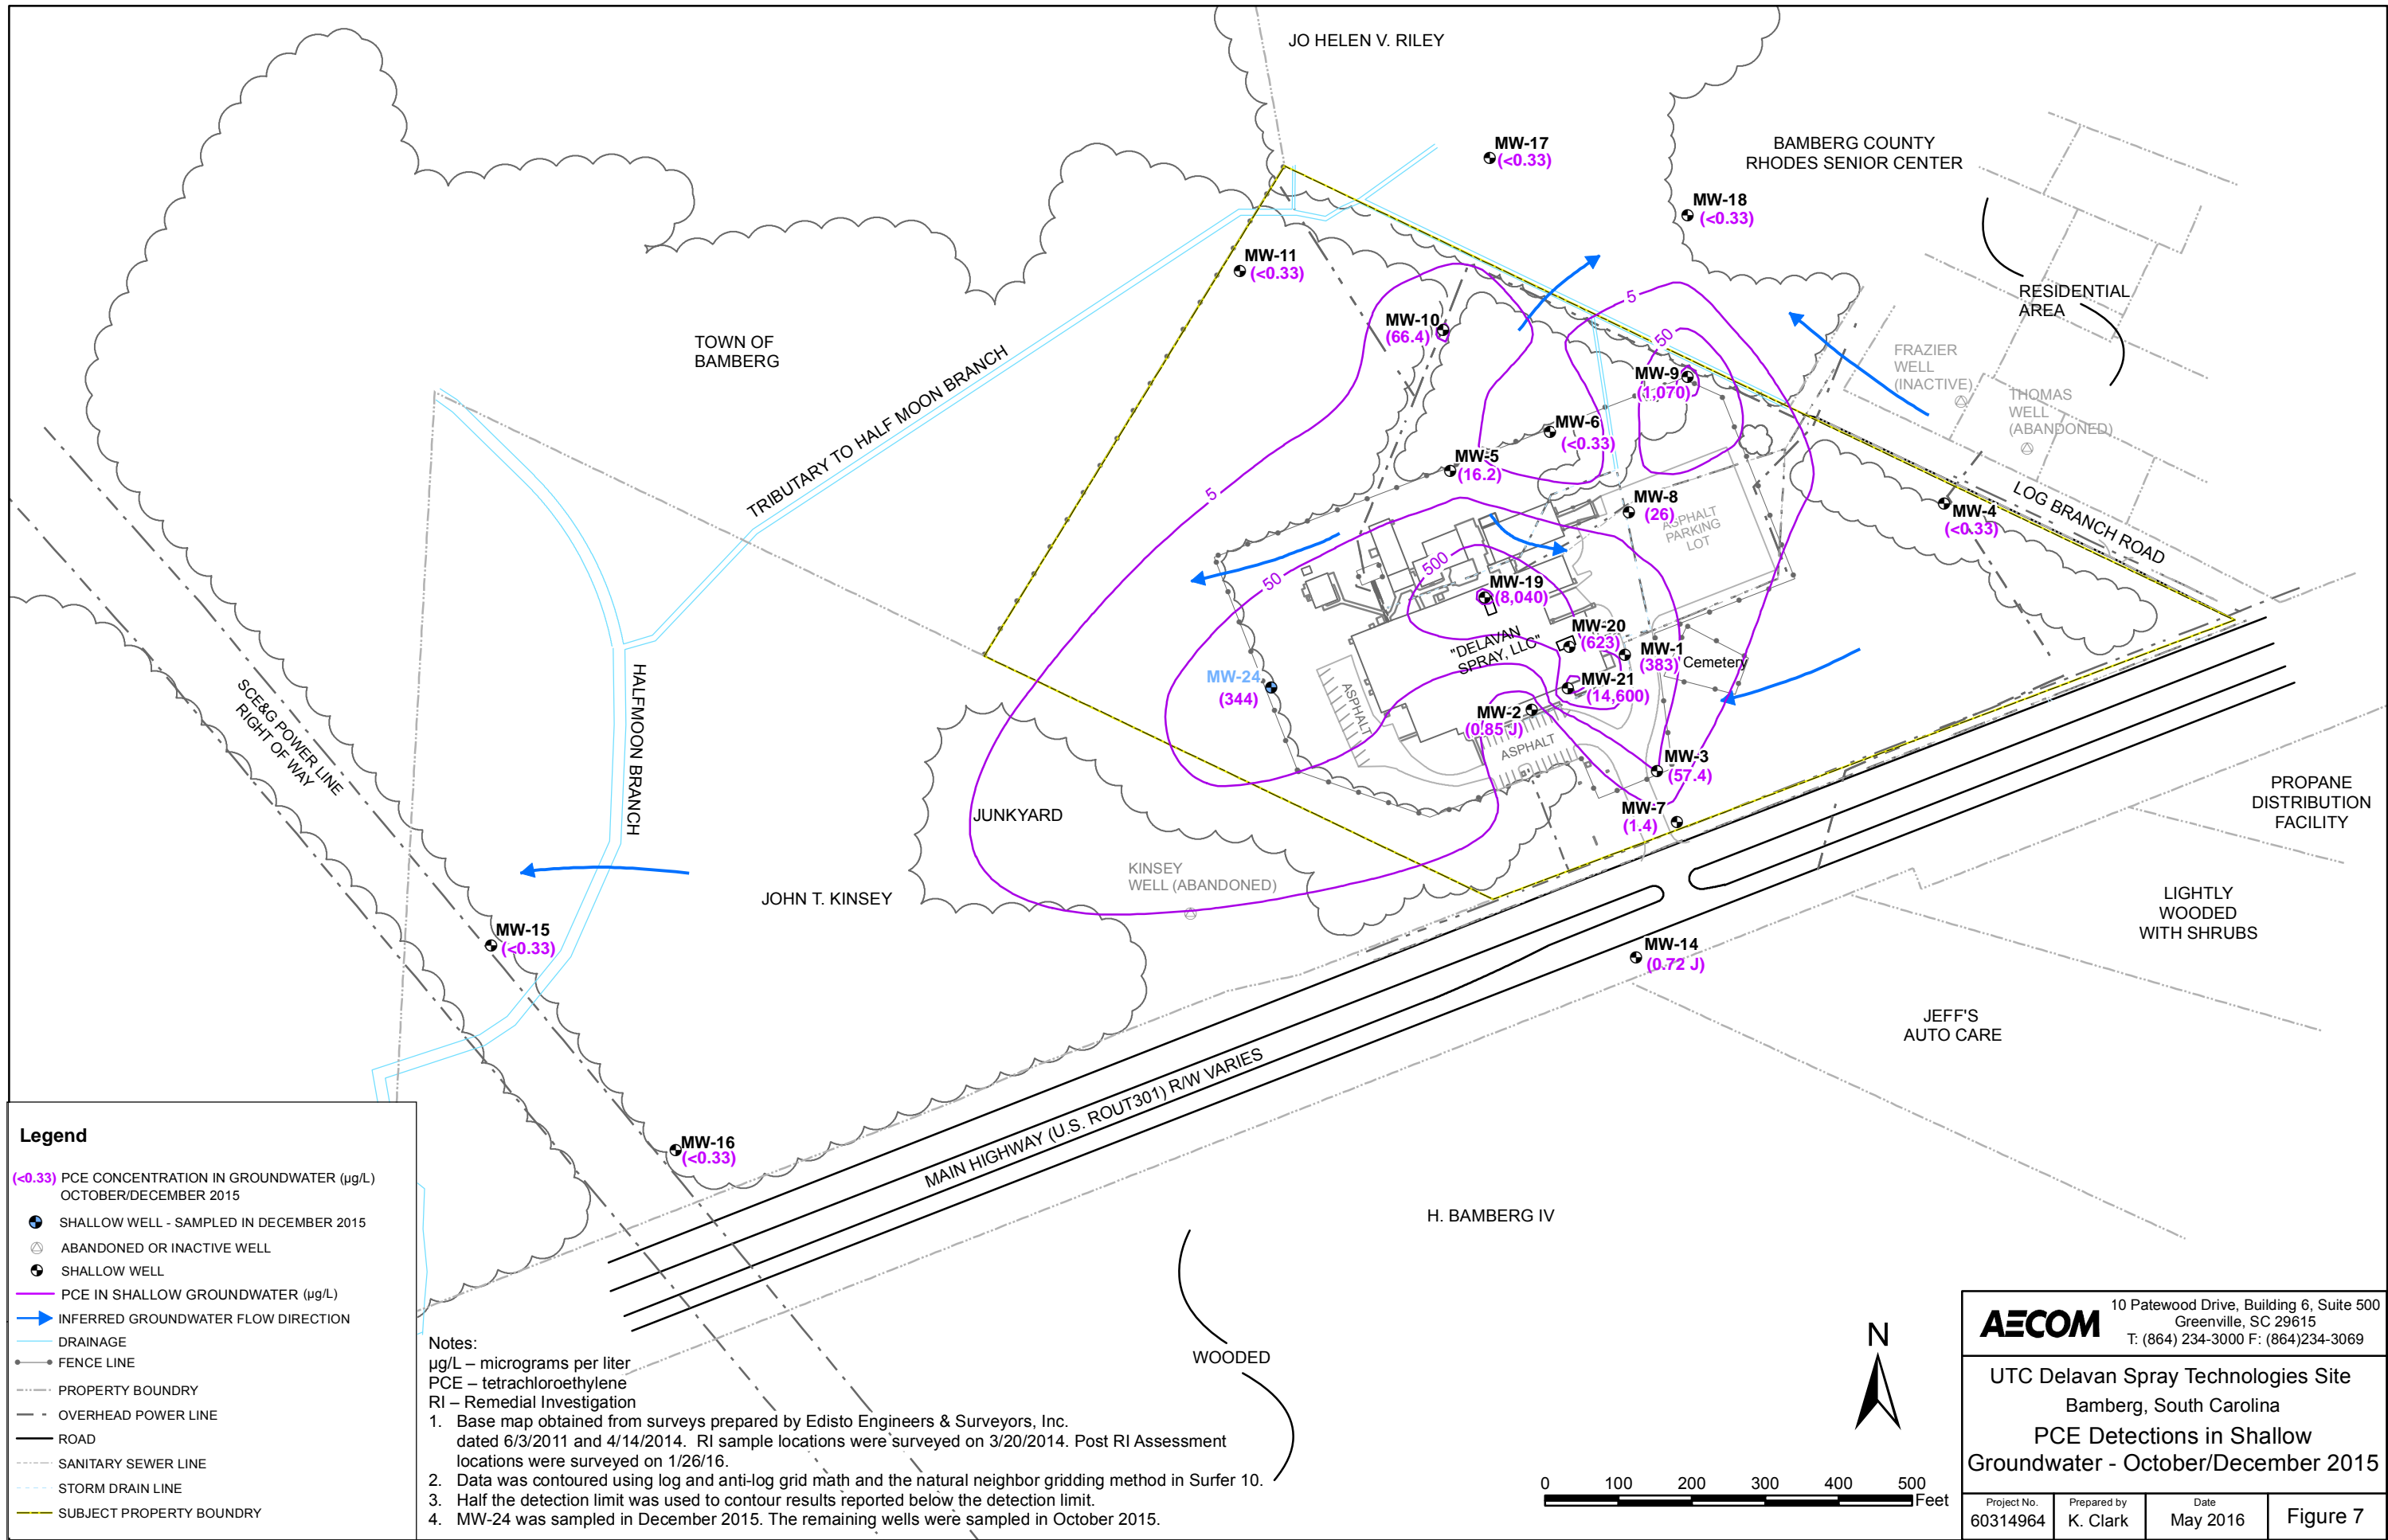 JO HELEN V. RILEY
MW-17
(<0.33)
BAMBERG COUNTY
RHODES SENIOR CENTER
MW-18
(<0.33)
MW-11
(<0.33)
RESIDENTIAL
AREA
5
MW-10
(66.4)
TOWN OF
BAMBERG
50
FRAZIER
WELL
(INACTIVE)
MW-9
(1,070)
THOMAS
WELL
(ABANDONED)
TRIBUTARY TO HALF MOON BRANCH
MW-6
(<0.33)
MW-5
(16.2)
5
MW-8
(26)
ASPHALT
PARKING
LOT
MW-4
(<0.33)
LOG BRANCH ROAD
500
50
MW-19
(8,040)
MW-20
(623)
"DELAVAN
SPRAY, LLC"
MW-1
(383)
Cemetery
MW-24
(344)
MW-21
(14,600)
ASPHALT
MW-2
(0.85 J)
ASPHALT
SCE&G POWER LINE
RIGHT OF WAY
HALFMOON BRANCH
MW-3
(57.4)
MW-7
(1.4)
JUNKYARD
PROPANE
DISTRIBUTION
FACILITY
KINSEY
WELL (ABANDONED)
JOHN T. KINSEY
LIGHTLY
WOODED
WITH SHRUBS
MW-15
(<0.33)
MW-14
(0.72 J)
JEFF'S
AUTO CARE
MAIN HIGHWAY (U.S. ROUT301) R/W VARIES
MW-16
(<0.33)
H. BAMBERG IV
WOODED
Legend
(<0.33) PCE CONCENTRATION IN GROUNDWATER (µg/L)
OCTOBER/DECEMBER 2015
SHALLOW WELL - SAMPLED IN DECEMBER 2015
ABANDONED OR INACTIVE WELL
SHALLOW WELL
PCE IN SHALLOW GROUNDWATER (µg/L)
INFERRED GROUNDWATER FLOW DIRECTION
DRAINAGE
FENCE LINE
PROPERTY BOUNDRY
OVERHEAD POWER LINE
ROAD
SANITARY SEWER LINE
STORM DRAIN LINE
SUBJECT PROPERTY BOUNDRY
Notes:
µg/L – micrograms per liter
PCE – tetrachloroethylene
RI – Remedial Investigation
1. Base map obtained from surveys prepared by Edisto Engineers & Surveyors, Inc.
dated 6/3/2011 and 4/14/2014. RI sample locations were surveyed on 3/20/2014. Post RI Assessment
locations were surveyed on 1/26/16.
2. Data was contoured using log and anti-log grid math and the natural neighbor gridding method in Surfer 10.
3. Half the detection limit was used to contour results reported below the detection limit.
4. MW-24 was sampled in December 2015. The remaining wells were sampled in October 2015.
0 100 200 300 400 500
Feet
N
AECOM
10 Patewood Drive, Building 6, Suite 500
Greenville, SC 29615
T: (864) 234-3000 F: (864)234-3069
UTC Delavan Spray Technologies Site
Bamberg, South Carolina
PCE Detections in Shallow
Groundwater - October/December 2015
Project No.
60314964
Prepared by
K. Clark
Date
May 2016
Figure 7